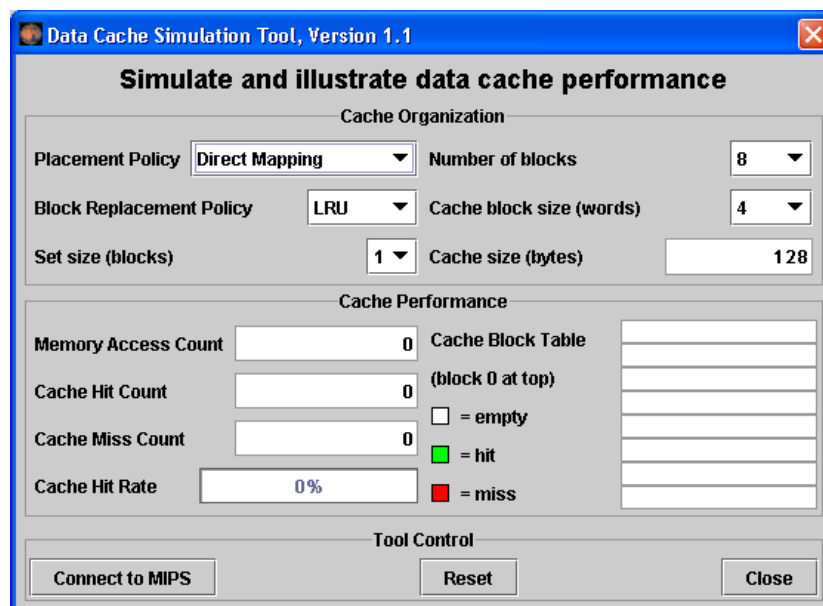 Data Cache Simulation Tool, Version 1.1
Simulate and illustrate data cache performance
Cache Organization
Placement Policy Direct Mapping Number of blocks 8
Block Replacement Policy LRU Cache block size (words) 4
Set size (blocks) 1 Cache size (bytes) 128
Cache Performance
Memory Access Count 0 Cache Block Table
(block 0 at top)
Cache Hit Count 0
= empty
Cache Miss Count 0
= hit
Cache Hit Rate 0%
= miss
Tool Control
Connect to MIPS Reset Close